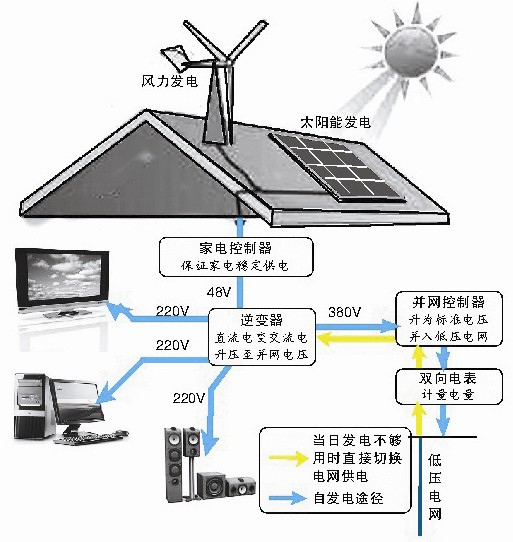 风力发电
太阳能发电
家电控制器
保证家电稳定供电
48V
220V
逆变器
直流电变交流电
升压至并网电压
380V
并网控制器
升为标准电压
并入低压电网
220V
双向电表
计量电量
220V
当日发电不够
用时直接切换
电网供电
自发电途径
低压电网